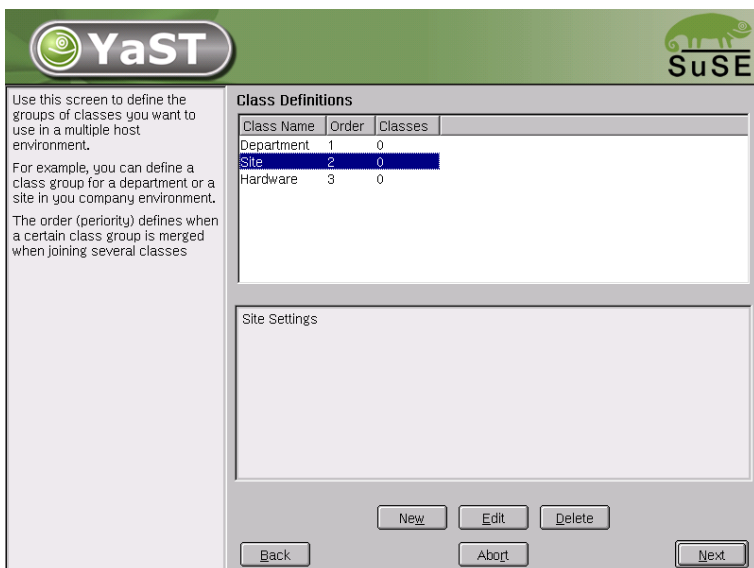 YaST
SuSE
Use this screen to define the
groups of classes you want to
use in a multiple host
environment.
For example, you can define a
class group for a department or a
site in you company environment.
The order (periority) defines when
a certain class group is merged
when joining several classes
Class Definitions
Class Name Order Classes
Department 1 0
Site 2 0
Hardware 3 0
Site Settings
New Edit Delete
Back Abort Next